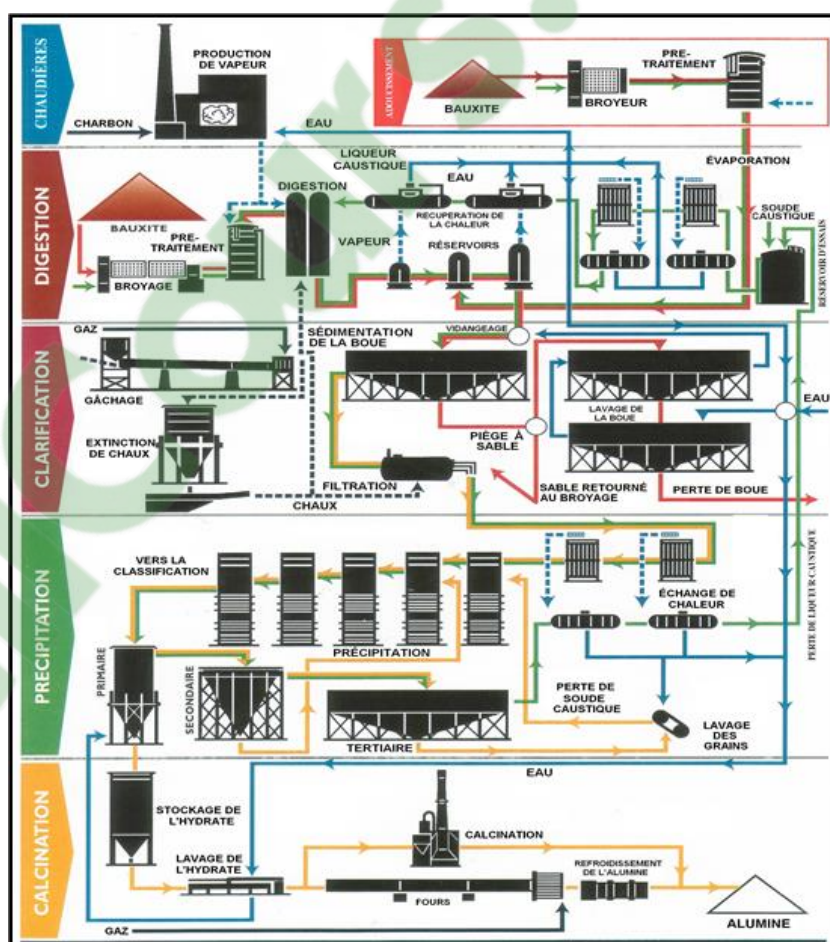 CHAUDIÈRES
PRODUCTION
DE VAPEUR
CHARBON
EAU
ADOUCISSEMENT
BAUXITE
BROYEUR
PRE-
TRAITEMENT
DIGESTION
BAUXITE
PRE-
TRAITEMENT
BROYAGE
DIGESTION
LIQUEUR
CAUSTIQUE
EAU
RECUPERATION DE
LA CHALEUR
VAPEUR
RÉSERVOIRS
ÉVAPORATION
SOUDE
CAUSTIQUE
RÉSERVOIR D'ESSAIS
CLARIFICATION
GAZ
GÂCHAGE
SÉDIMENTATION
DE LA BOUE
VIDANGEAGE
EXTINCTION
DE CHAUX
CHAUX
FILTRATION
PIÈGE À
SABLE
LAVAGE DE
LA BOUE
EAU
SABLE RETOURNÉ
AU BROYAGE
PERTE DE BOUE
PRECIPITATION
VERS LA
CLASSIFICATION
PRÉCIPITATION
PRIMAIRE
SECONDAIRE
TERTIAIRE
ÉCHANGE DE
CHALEUR
PERTE DE
SOUDE
CAUSTIQUE
LAVAGE
DES
GRAINS
PERTE DE LIQUEUR CAUSTIQUE
CALCINATION
EAU
STOCKAGE DE
L'HYDRATE
LAVAGE DE
L'HYDRATE
CALCINATION
FOURS
REFROIDISSEMENT
DE L'ALUMINE
GAZ
ALUMINE